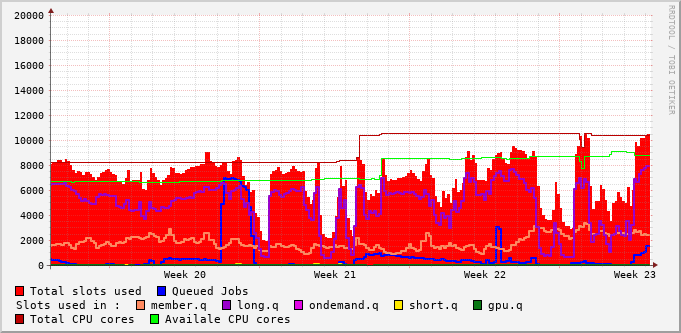 20000
18000
16000
14000
12000
10000
8000
6000
4000
2000
0
Week 20 Week 21 Week 22 Week 23
Total slots used Queued Jobs
Slots used in : member.q long.q ondemand.q short.q gpu.q
Total CPU cores Availale CPU cores
RRDTOOL / TOBI OETIKER